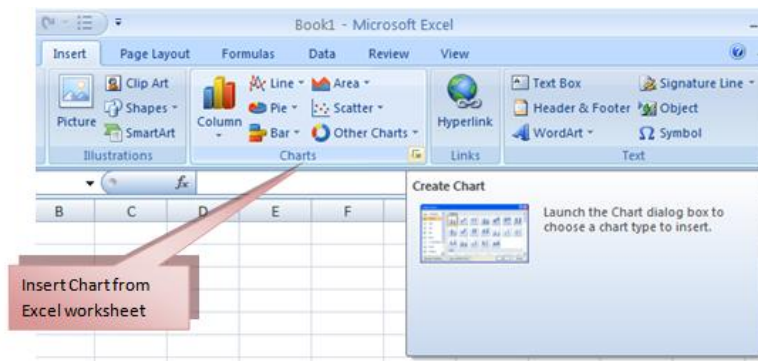 Book1 - Microsoft Excel
Insert Page Layout Formulas Data Review View
Picture
Clip Art
Shapes
SmartArt
Illustrations
Column
Line
Pie
Bar
Area
Scatter
Other Charts
Charts
Hyperlink
Links
Text Box
Header & Footer
WordArt
Signature Line
Object
Symbol
Text
fx
B C D E F
Create Chart
Launch the Chart dialog box to
choose a chart type to insert.
Insert Chart from
Excel worksheet